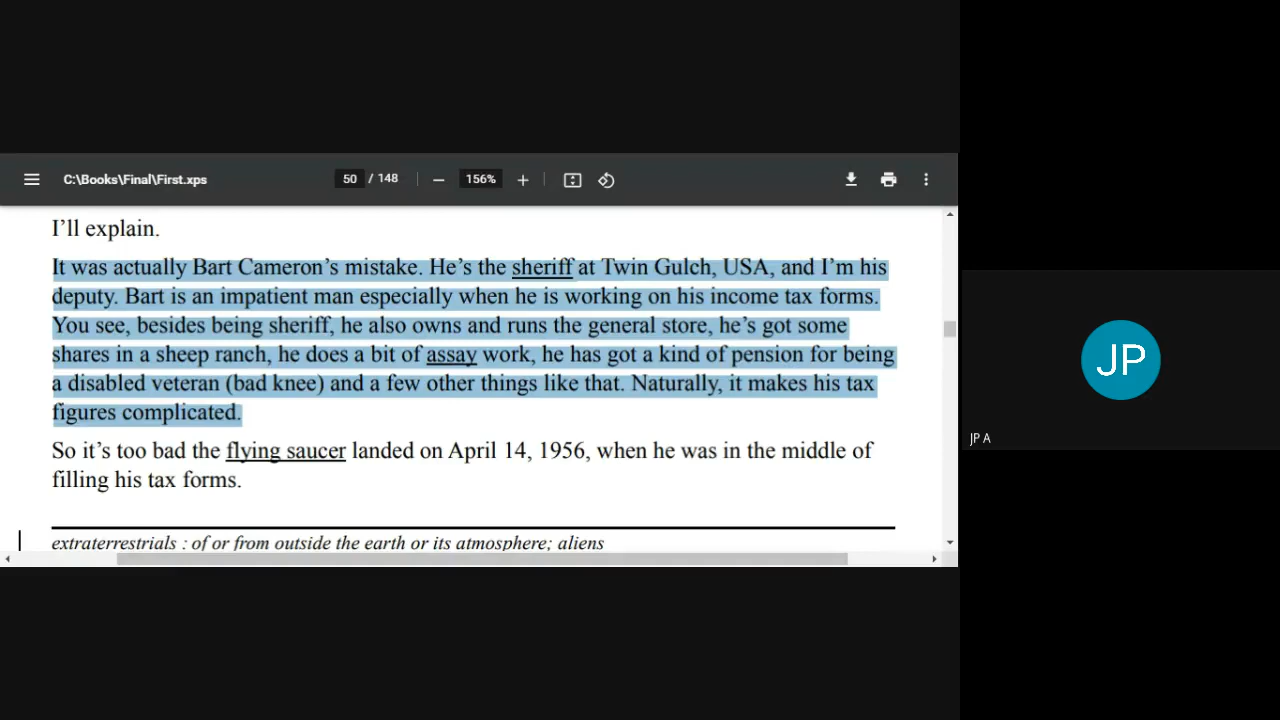 C:\Books\Final\First.xps
50 / 148
156%
I’ll explain.
It was actually Bart Cameron’s mistake. He’s the sheriff at Twin Gulch, USA, and I’m his
deputy. Bart is an impatient man especially when he is working on his income tax forms.
You see, besides being sheriff, he also owns and runs the general store, he’s got some
shares in a sheep ranch, he does a bit of assay work, he has got a kind of pension for being
a disabled veteran (bad knee) and a few other things like that. Naturally, it makes his tax
figures complicated.
So it’s too bad the flying saucer landed on April 14, 1956, when he was in the middle of
filling his tax forms.
extraterrestrials : of or from outside the earth or its atmosphere; aliens
JP
JP A